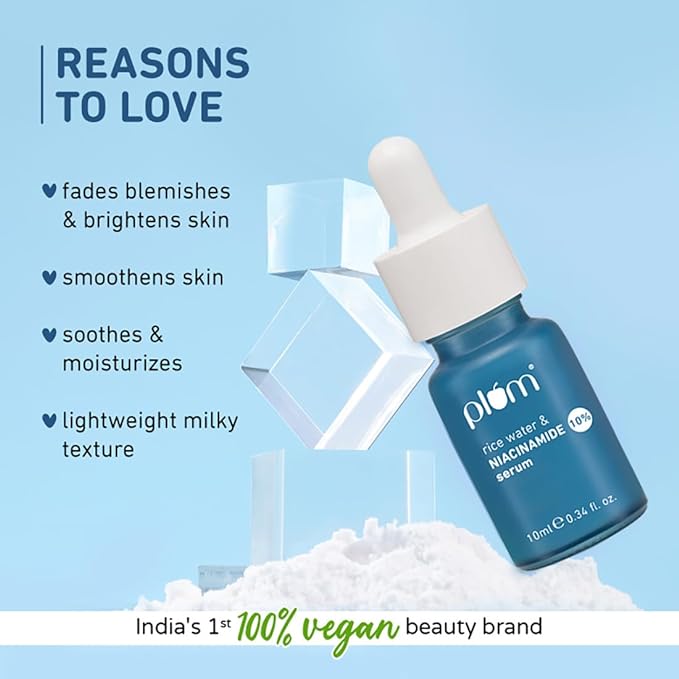 REASONS
TO LOVE
fades blemishes
& brightens skin
smoothens skin
soothes &
moisturizes
lightweight milky
texture
plum®
rice water &
NIACINAMIDE 10%
serum
10ml ℮ 0.34 fl. oz.
India's 1st 100% vegan beauty brand